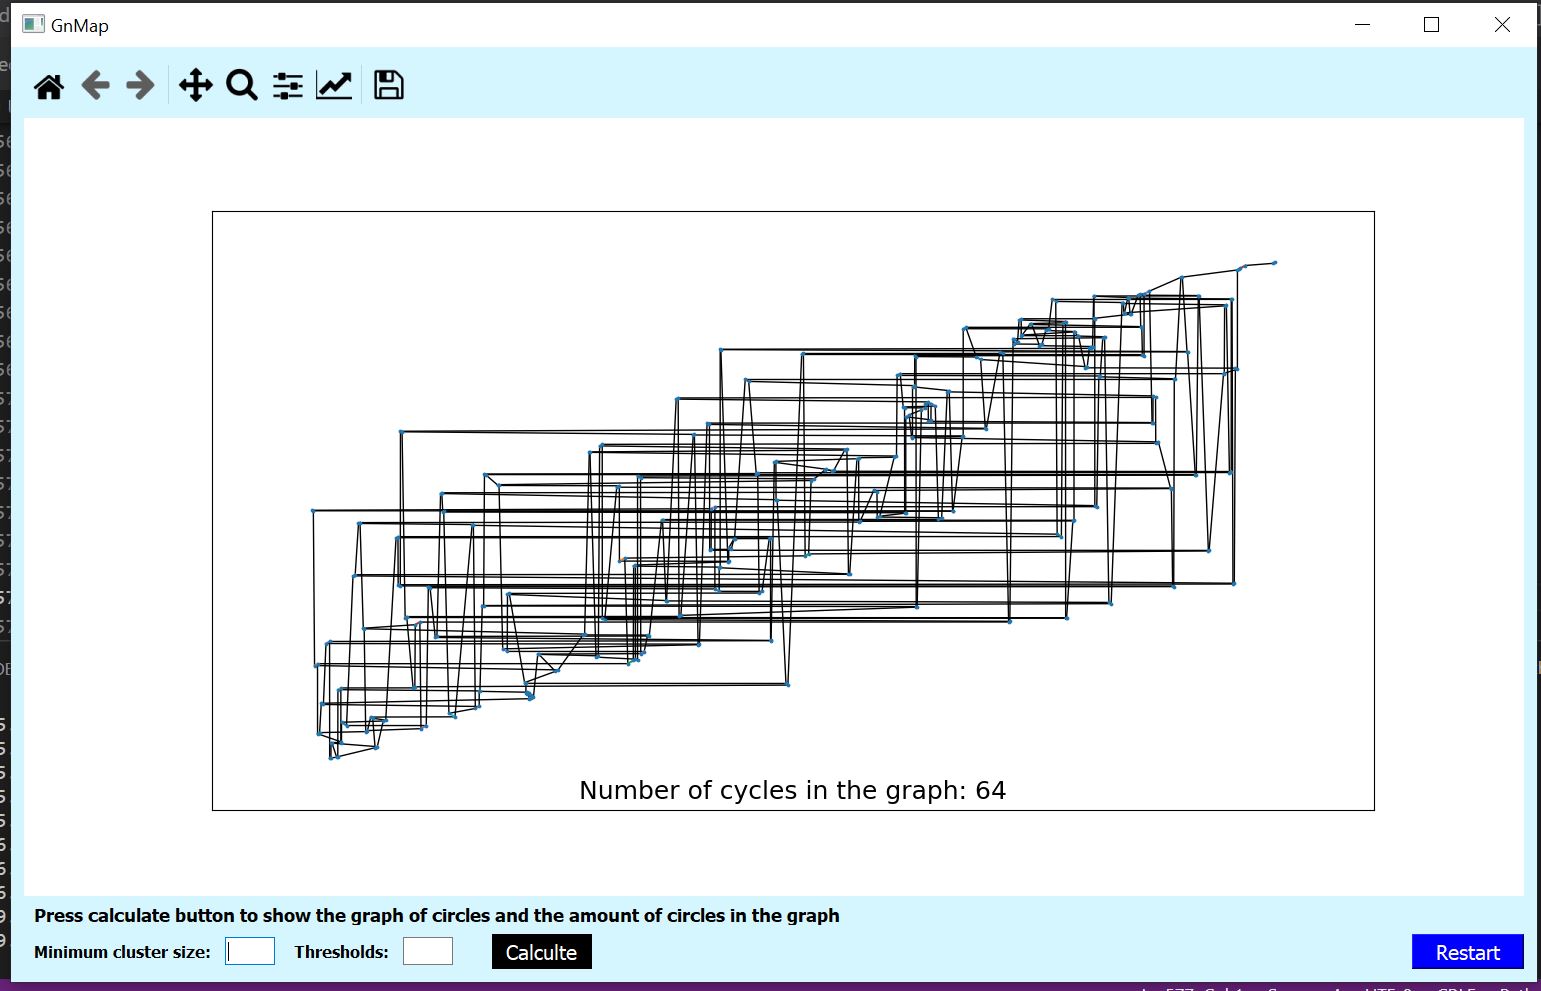 GnMap
Number of cycles in the graph: 64
Press calculate button to show the graph of circles and the amount of circles in the graph
Minimum cluster size: Thresholds: Calculte Restart